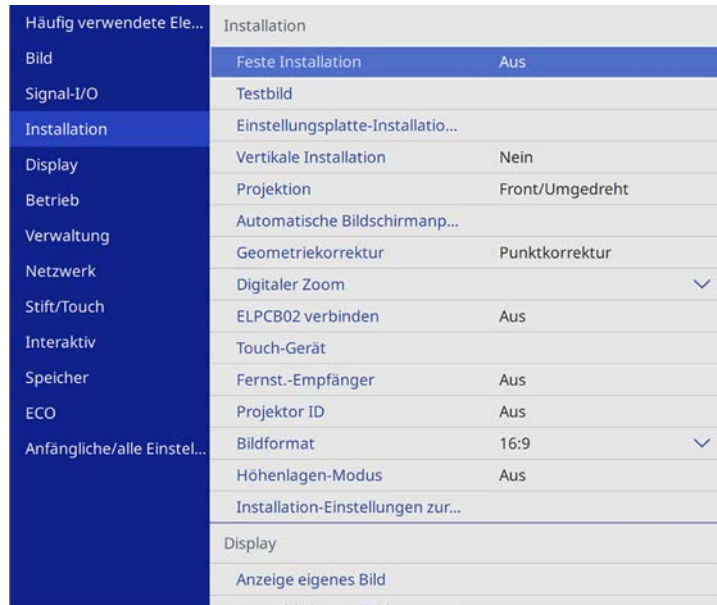 Häufig verwendete Ele...
Bild
Signal-I/O
Installation
Display
Betrieb
Verwaltung
Netzwerk
Stift/Touch
Interaktiv
Speicher
ECO
Anfängliche/alle Einstel...
Installation
Feste Installation Aus
Testbild
Einstellungsplatte-Installatio...
Vertikale Installation Nein
Projektion Front/Umgedreht
Automatische Bildschirmanp...
Geometriekorrektur Punktkorrektur
Digitaler Zoom
ELPCB02 verbinden Aus
Touch-Gerät
Fernst.-Empfänger Aus
Projektor ID Aus
Bildformat 16:9
Höhenlagen-Modus Aus
Installation-Einstellungen zur...
Display
Anzeige eigenes Bild